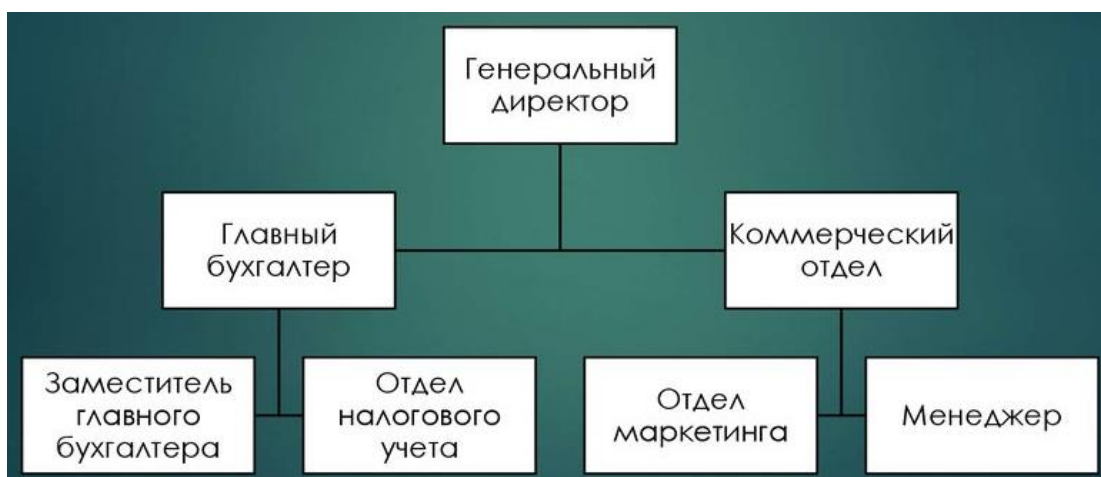 Генеральный
директор
Главный
бухгалтер
Коммерческий
отдел
Заместитель
главного
бухгалтера
Отдел
налогового
учета
Отдел
маркетинга
Менеджер